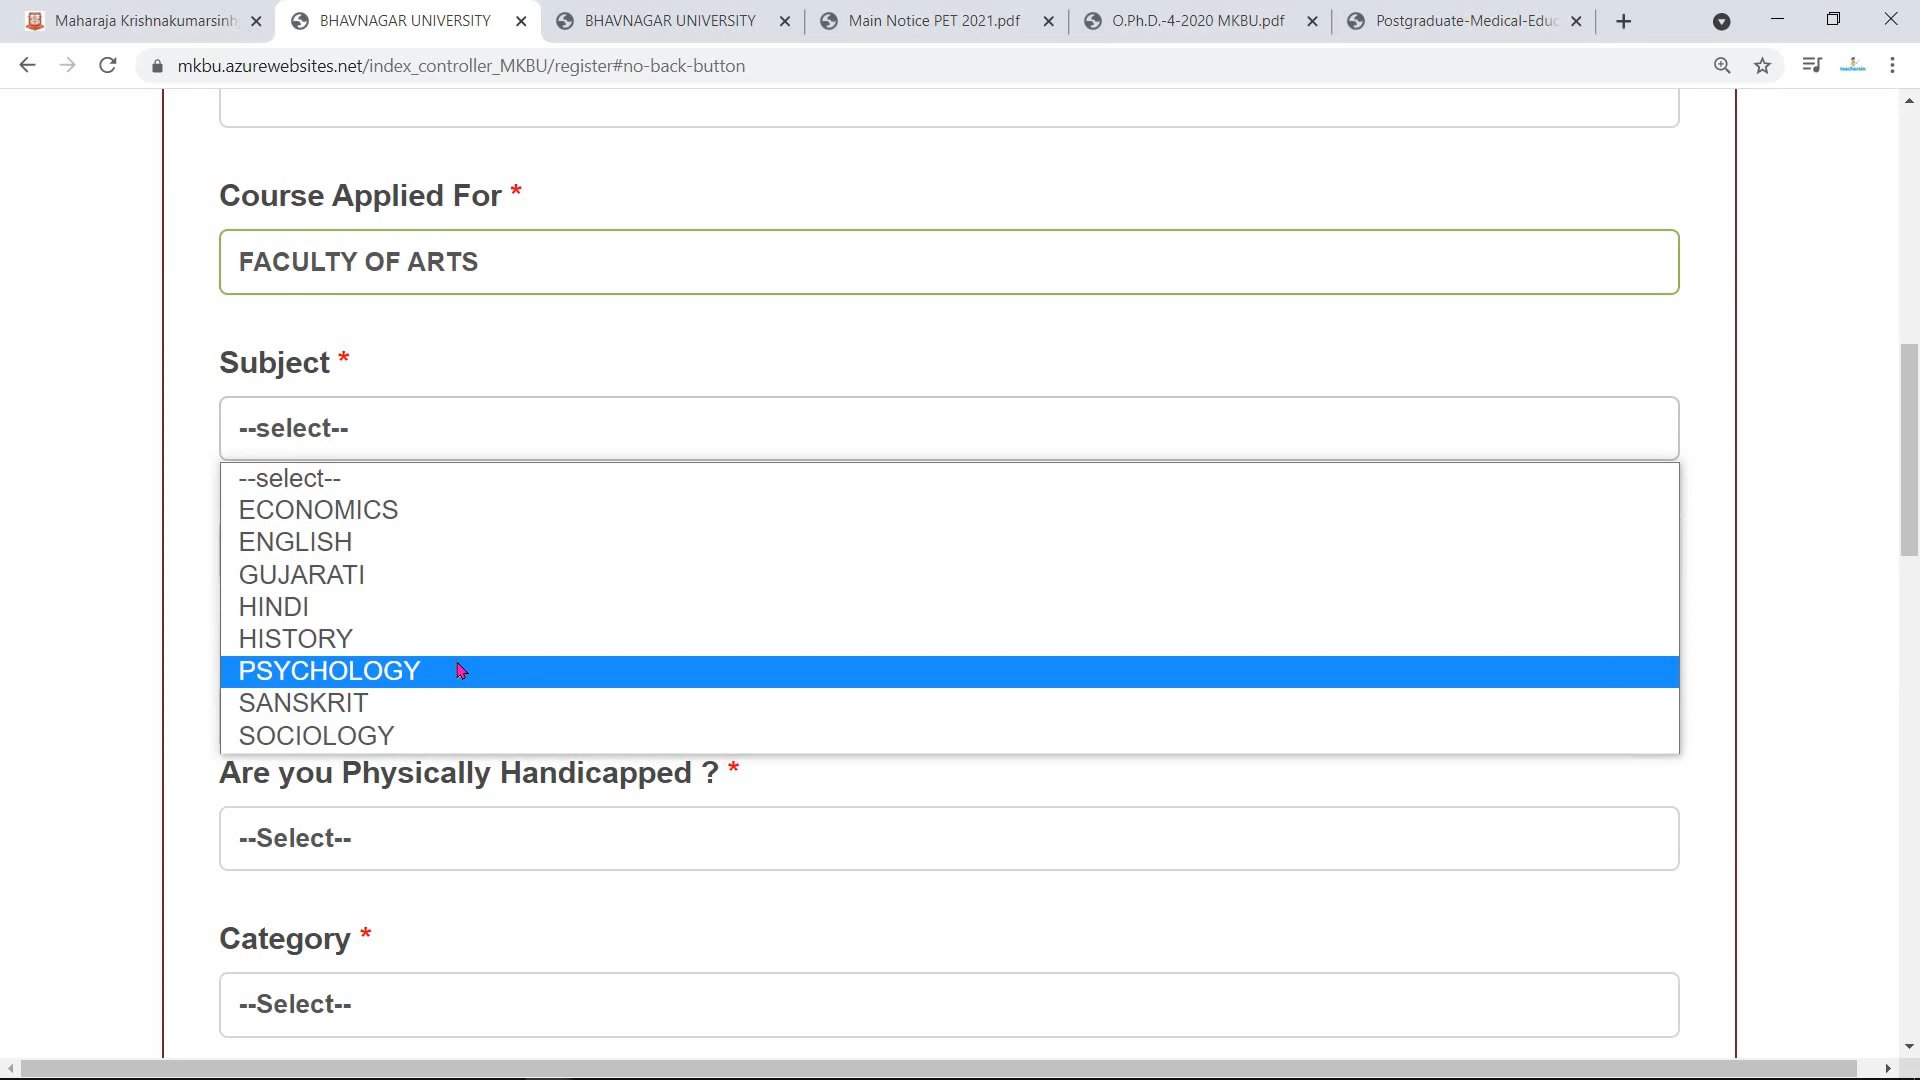 Maharaja Krishnakumarsinh
BHAVNAGAR UNIVERSITY
BHAVNAGAR UNIVERSITY
Main Notice PET 2021.pdf
O.Ph.D.-4-2020 MKBU.pdf
Postgraduate-Medical-Educ
mkbu.azurewebsites.net/index_controller_MKBU/register#no-back-button
Course Applied For *
FACULTY OF ARTS
Subject *
--select--
--select--
ECONOMICS
ENGLISH
GUJARATI
HINDI
HISTORY
PSYCHOLOGY
SANSKRIT
SOCIOLOGY
Are you Physically Handicapped ? *
--Select--
Category *
--Select--